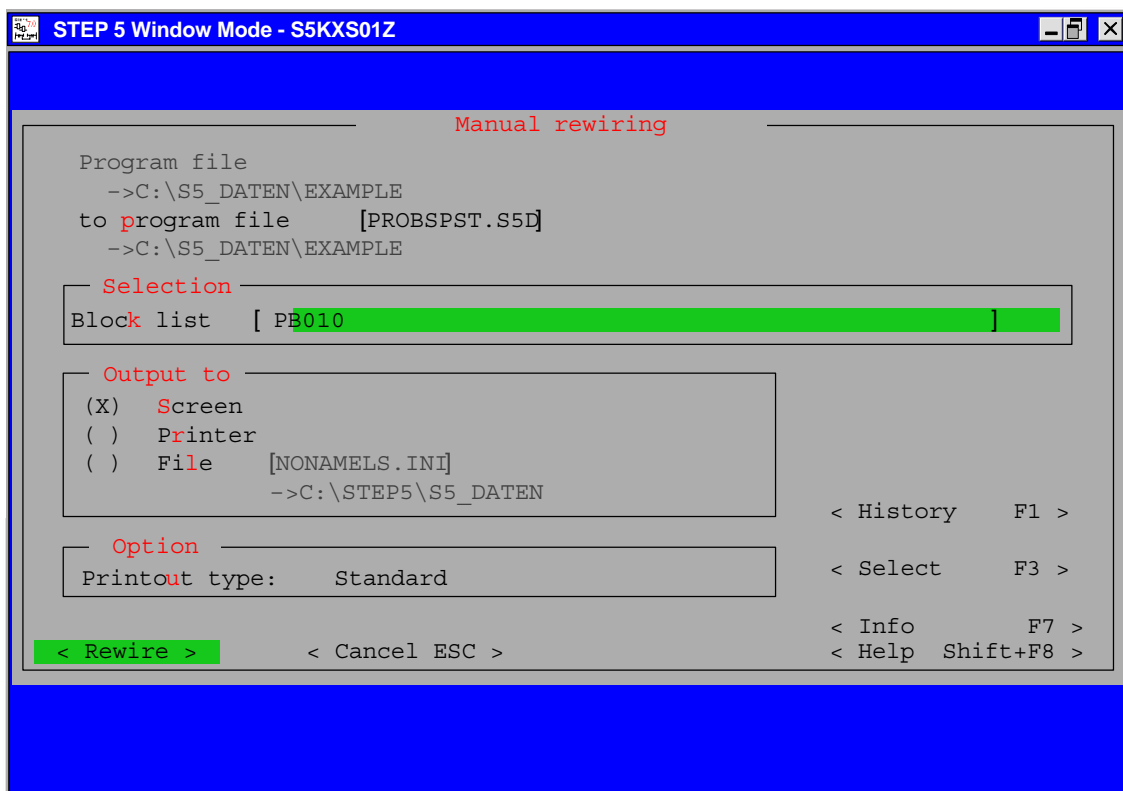 STEP 5 Window Mode - S5KXS01Z
Manual rewiring
Program file
->C:\S5_DATEN\EXAMPLE
to program file [PROBSPST.S5D]
->C:\S5_DATEN\EXAMPLE
Selection
Block list [ PB010 ]
Output to
(X) Screen
( ) Printer
( ) File [NONAMELS.INI]
->C:\STEP5\S5_DATEN
< History F1 >
Option
Printout type: Standard
< Select F3 >
< Info F7 >
< Rewire > < Cancel ESC > < Help Shift+F8 >